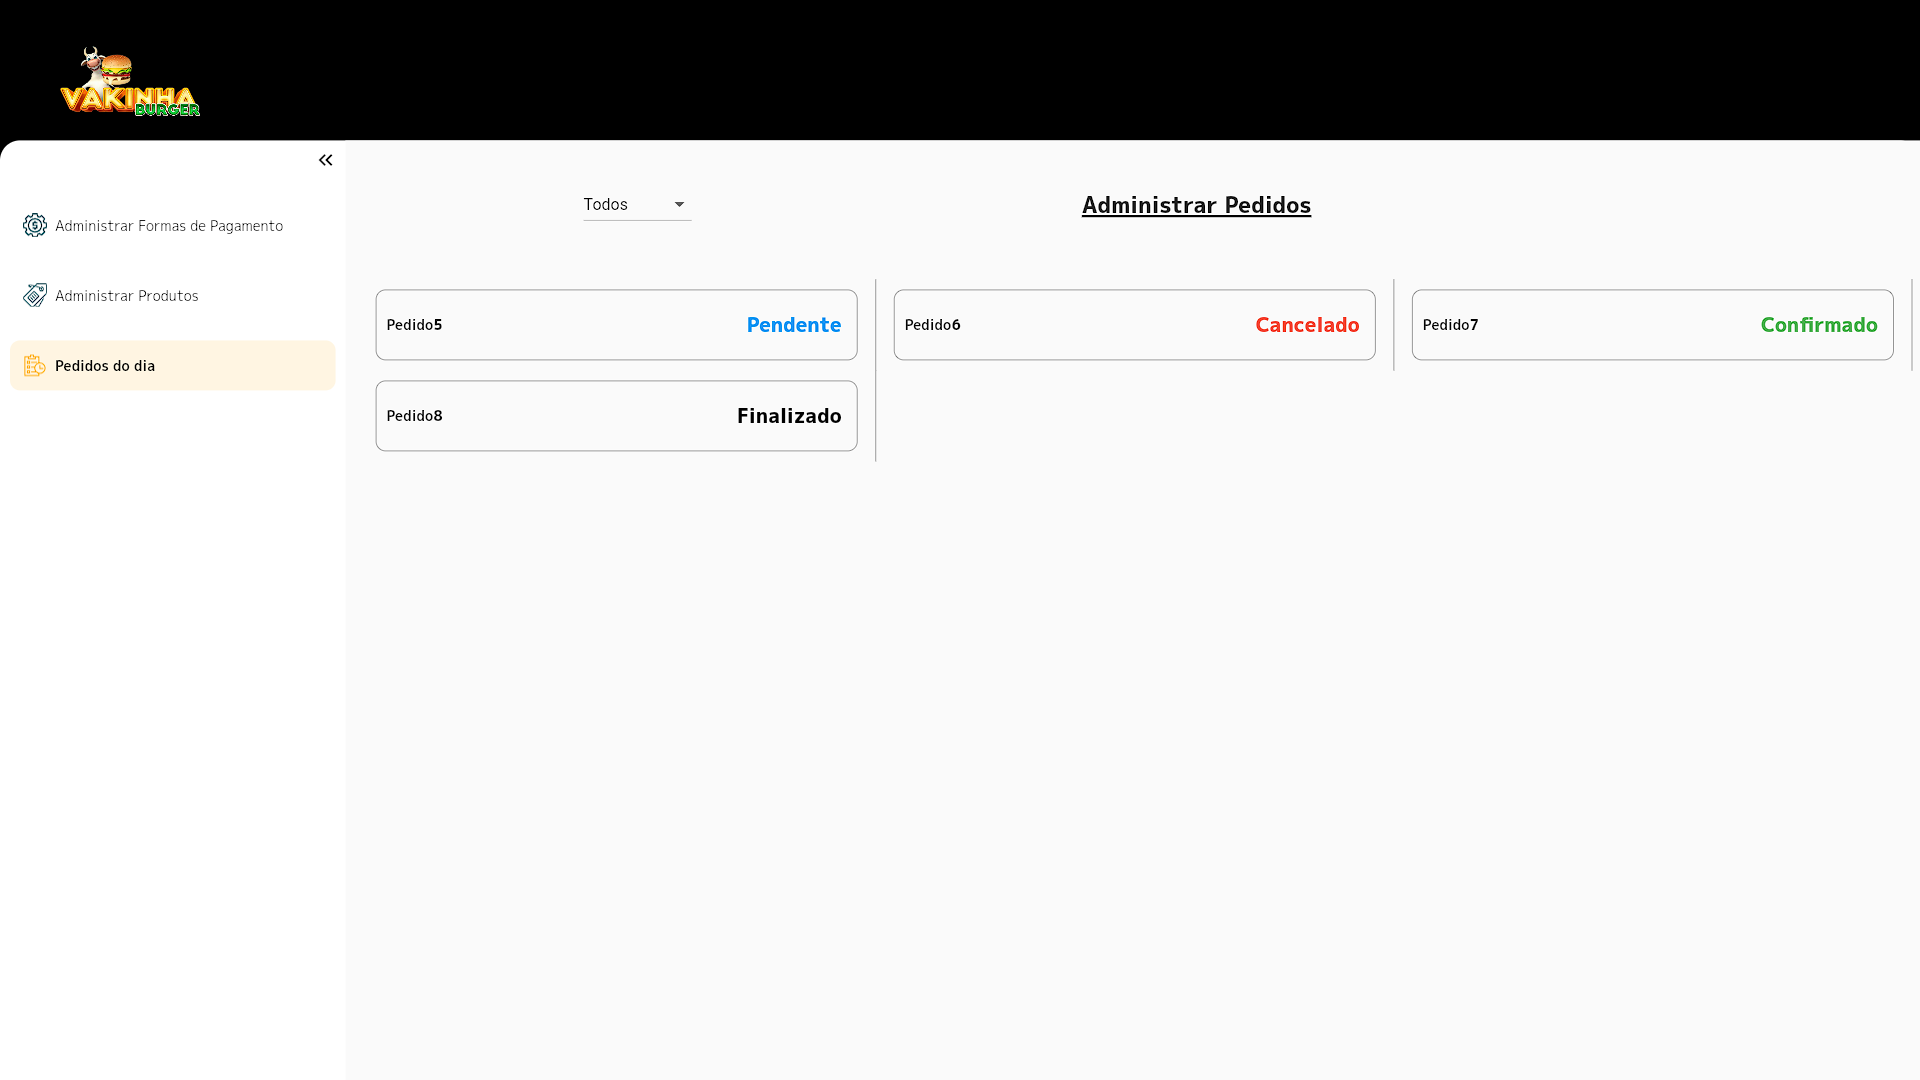 VAKINHA
BURGER
Administrar Formas de Pagamento
Administrar Produtos
Pedidos do dia
Todos
Administrar Pedidos
Pedido5 Pendente
Pedido6 Cancelado
Pedido7 Confirmado
Pedido8 Finalizado